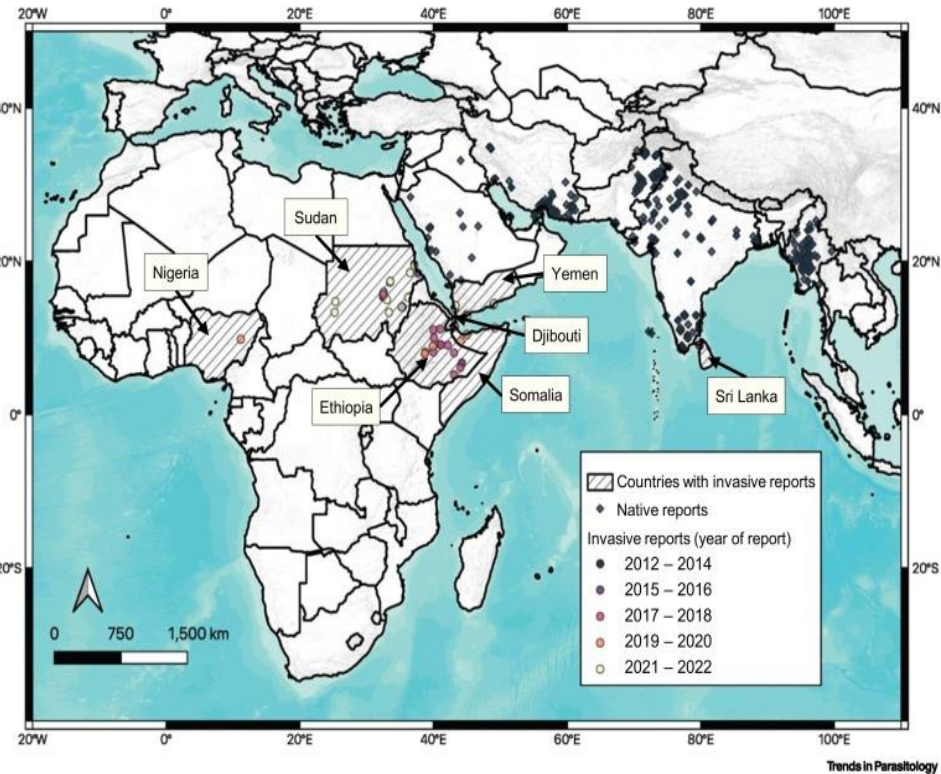 20°W 0° 20°E 40°E 60°E 80°E 100°E
40°N 40°N
Sudan
20°N 20°N
Nigeria
Yemen
Djibouti
Ethiopia
Somalia
Sri Lanka
0° 0°
Countries with invasive reports
Native reports
Invasive reports (year of report)
2012 – 2014
2015 – 2016
2017 – 2018
2019 – 2020
2021 – 2022
20°S 20°S
0 750 1,500 km
20°W 0° 20°E 40°E 60°E 80°E 100°E
Trends in Parasitology